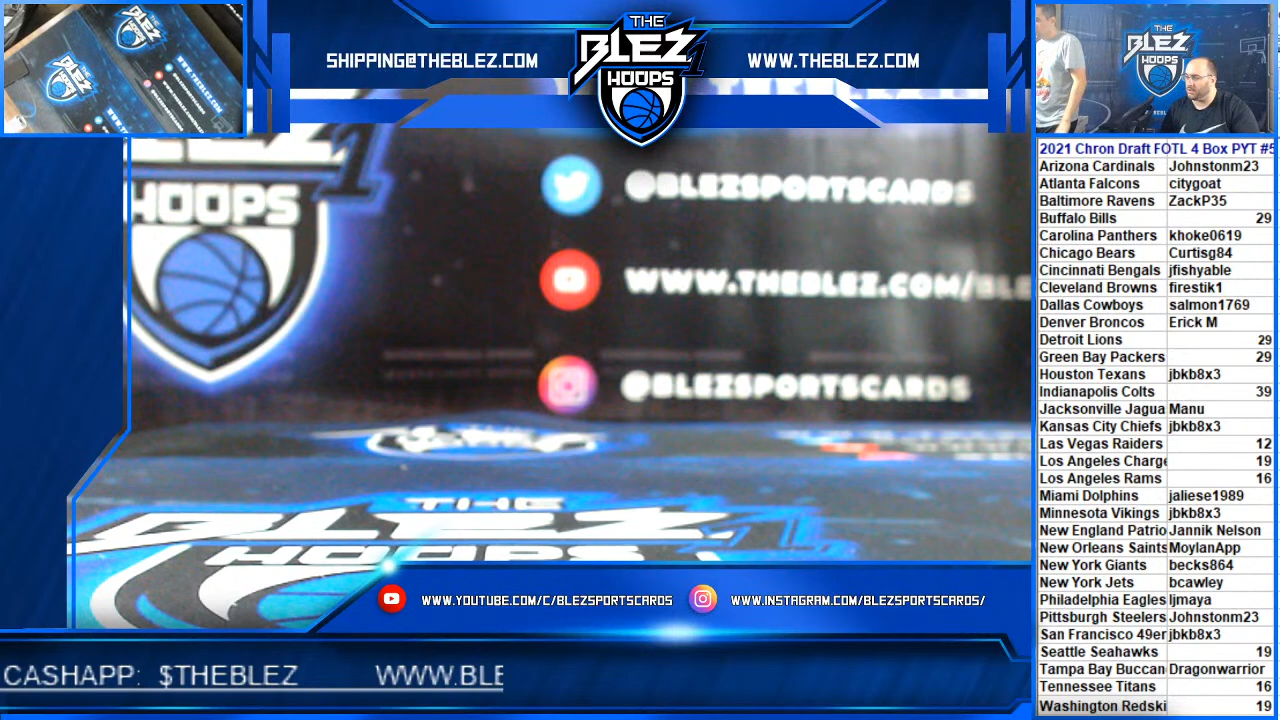 SHIPPING@THEBLEZ.COM
THE
BLEZ 1
HOOPS
WWW.THEBLEZ.COM
THE
BLEZ
HOOPS
1
HOOPS
@BLEZSPORTSCARDS
WWW.THEBLEZ.COM/BLE
@BLEZSPORTSCARDS
THE
BLEZ 1
HOOPS
WWW.YOUTUBE.COM/C/BLEZSPORTSCARDS
WWW.INSTAGRAM.COM/BLEZSPORTSCARDS/
CASHAPP: $THEBLEZ WWW.BLE
2021 Chron Draft FOTL 4 Box PYT #5
Arizona Cardinals Johnstonm23
Atlanta Falcons citygoat
Baltimore Ravens ZackP35
Buffalo Bills 29
Carolina Panthers khoke0619
Chicago Bears Curtisg84
Cincinnati Bengals jfishyable
Cleveland Browns firestik1
Dallas Cowboys salmon1769
Denver Broncos Erick M
Detroit Lions 29
Green Bay Packers 29
Houston Texans jbkb8x3
Indianapolis Colts 39
Jacksonville Jagua Manu
Kansas City Chiefs jbkb8x3
Las Vegas Raiders 12
Los Angeles Charge 19
Los Angeles Rams 16
Miami Dolphins jaliese1989
Minnesota Vikings jbkb8x3
New England Patrio Jannik Nelson
New Orleans Saints MoylanApp
New York Giants becks864
New York Jets bcawley
Philadelphia Eagles ljmaya
Pittsburgh Steelers Johnstonm23
San Francisco 49er jbkb8x3
Seattle Seahawks 19
Tampa Bay Buccan Dragonwarrior
Tennessee Titans 16
Washington Redski 19